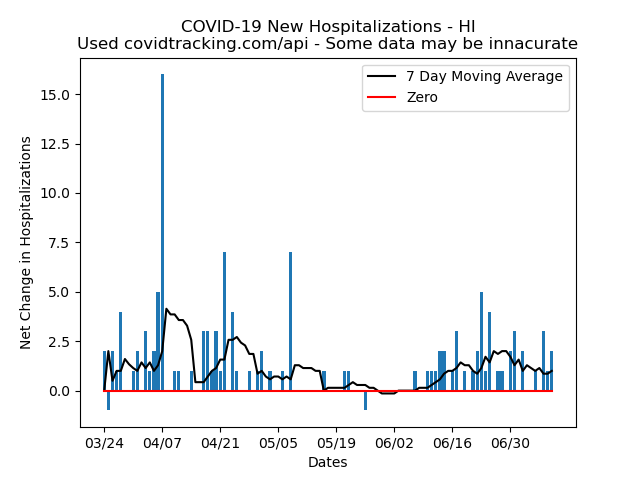 COVID-19 New Hospitalizations - HI
Used covidtracking.com/api - Some data may be innacurate
7 Day Moving Average
Zero
Net Change in Hospitalizations
15.0
12.5
10.0
7.5
5.0
2.5
0.0
03/24 04/07 04/21 05/05 05/19 06/02 06/16 06/30
Dates